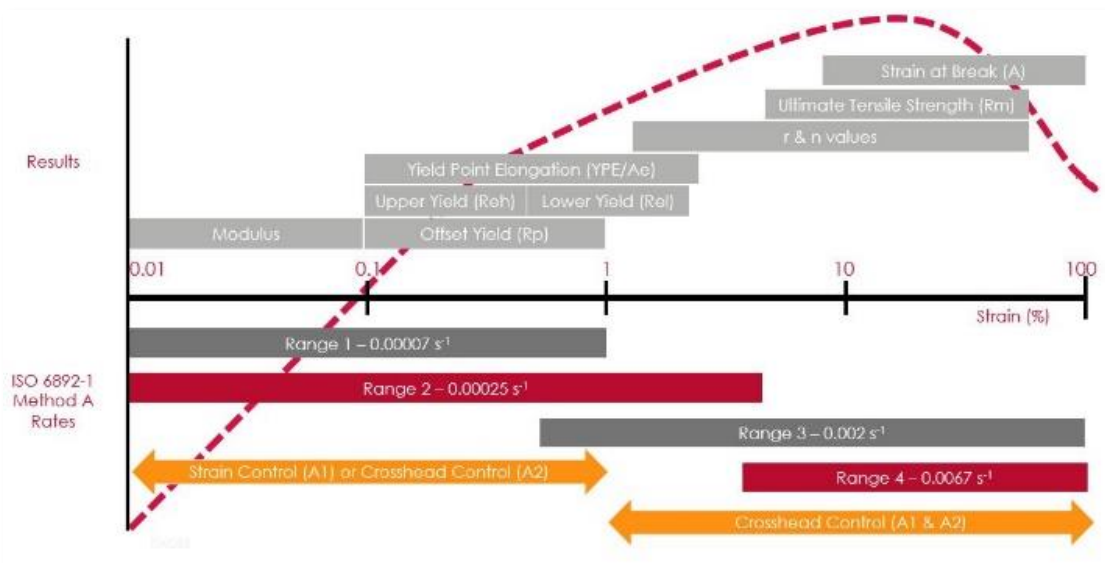 Strain at Break (A)
Ultimate Tensile Strength (Rm)
r & n values
Results
Yield Point Elongation (YPE/Ae)
Upper Yield (Reh)
Lower Yield (Rel)
Modulus
Offset Yield (Rp)
0.01
0.1
1
10
100
Strain (%)
Range 1 – 0.00007 s⁻¹
ISO 6892-1
Method A
Rates
Range 2 – 0.00025 s⁻¹
Range 3 – 0.002 s⁻¹
Strain Control (A1) or Crosshead Control (A2)
Range 4 – 0.0067 s⁻¹
Crosshead Control (A1 & A2)